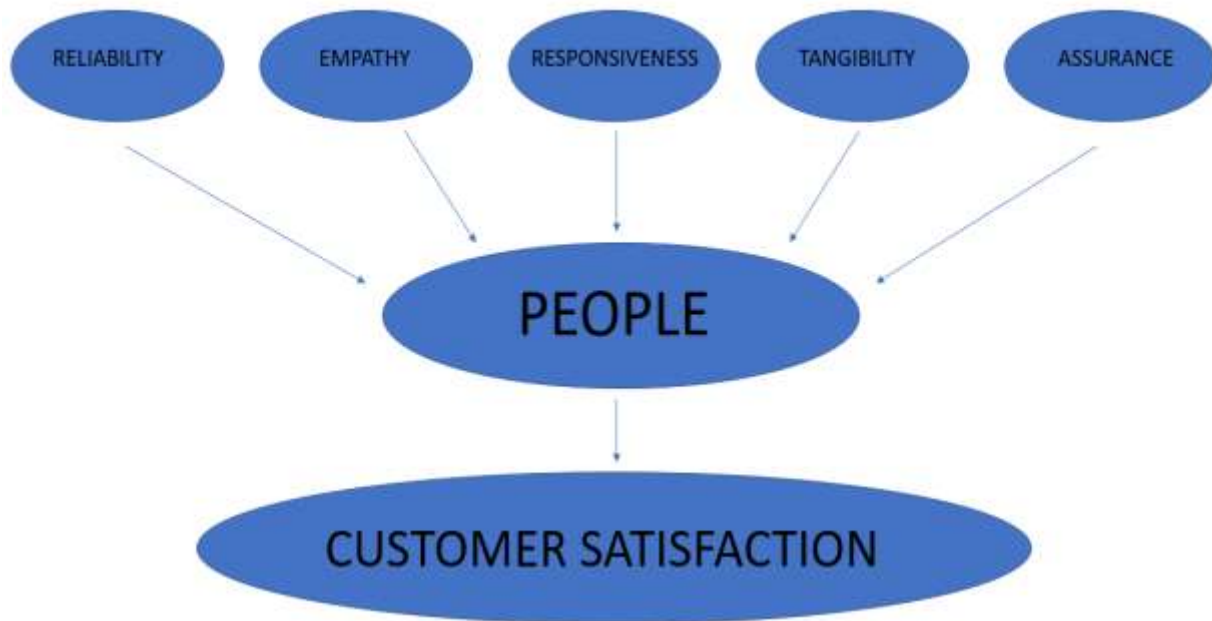 RELIABILITY
EMPATHY
RESPONSIVENESS
TANGIBILITY
ASSURANCE
PEOPLE
CUSTOMER SATISFACTION